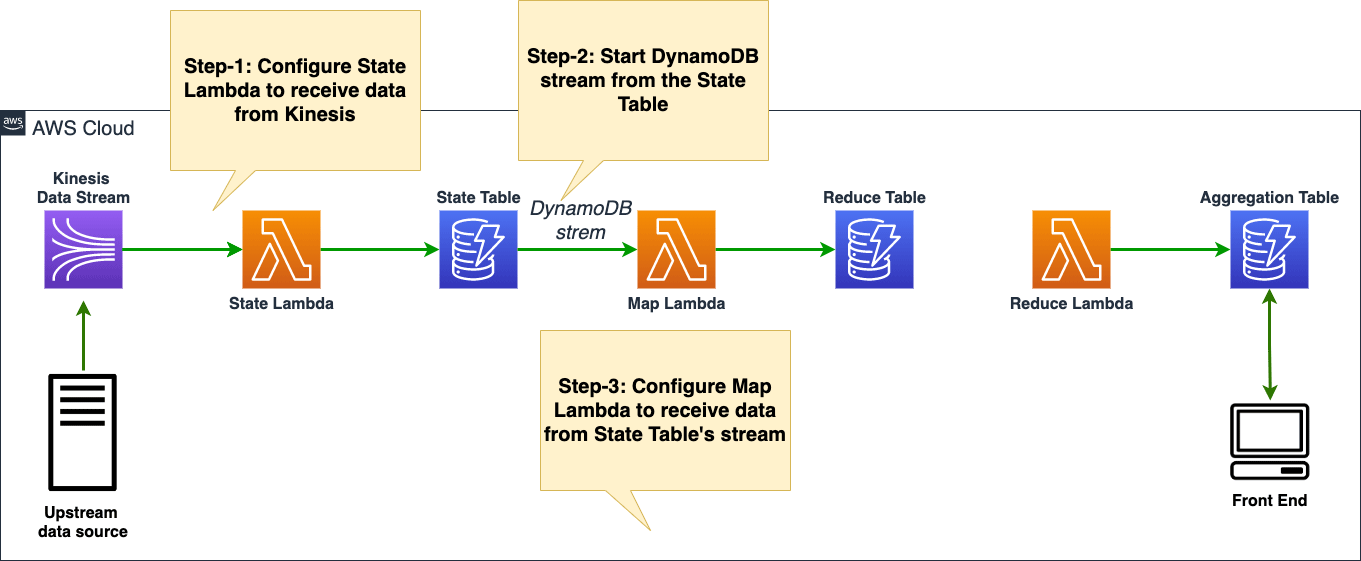 Step-1: Configure State
Lambda to receive data
from Kinesis
Step-2: Start DynamoDB
stream from the State
Table
aws
AWS Cloud
Kinesis
Data Stream
State Table
DynamoDB
strem
Reduce Table
Aggregation Table
State Lambda
Map Lambda
Reduce Lambda
Step-3: Configure Map
Lambda to receive data
from State Table's stream
Upstream
data source
Front End